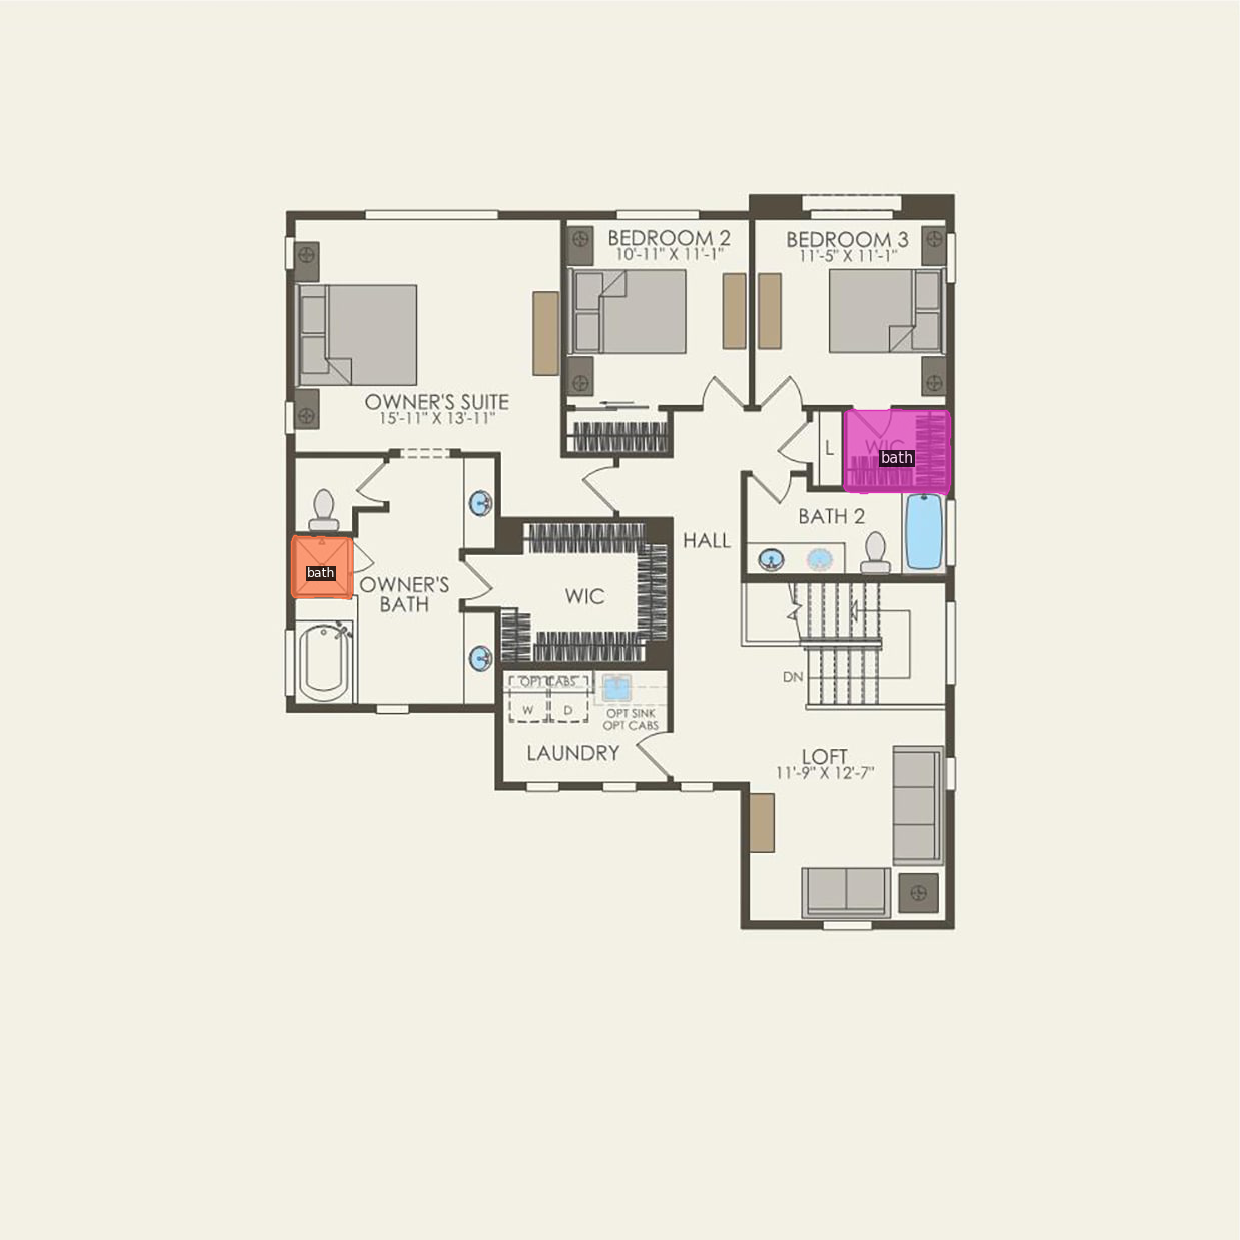 BEDROOM 2
10'-11" X 11'-1"
BEDROOM 3
11'-5" X 11'-1"
OWNER'S SUITE
15'-11" X 13'-11"
L
WIC
bath
BATH 2
HALL
bath
OWNER'S
BATH
WIC
DN
OPT CABS
W
D
OPT SINK
OPT CABS
LAUNDRY
LOFT
11'-9" X 12'-7"